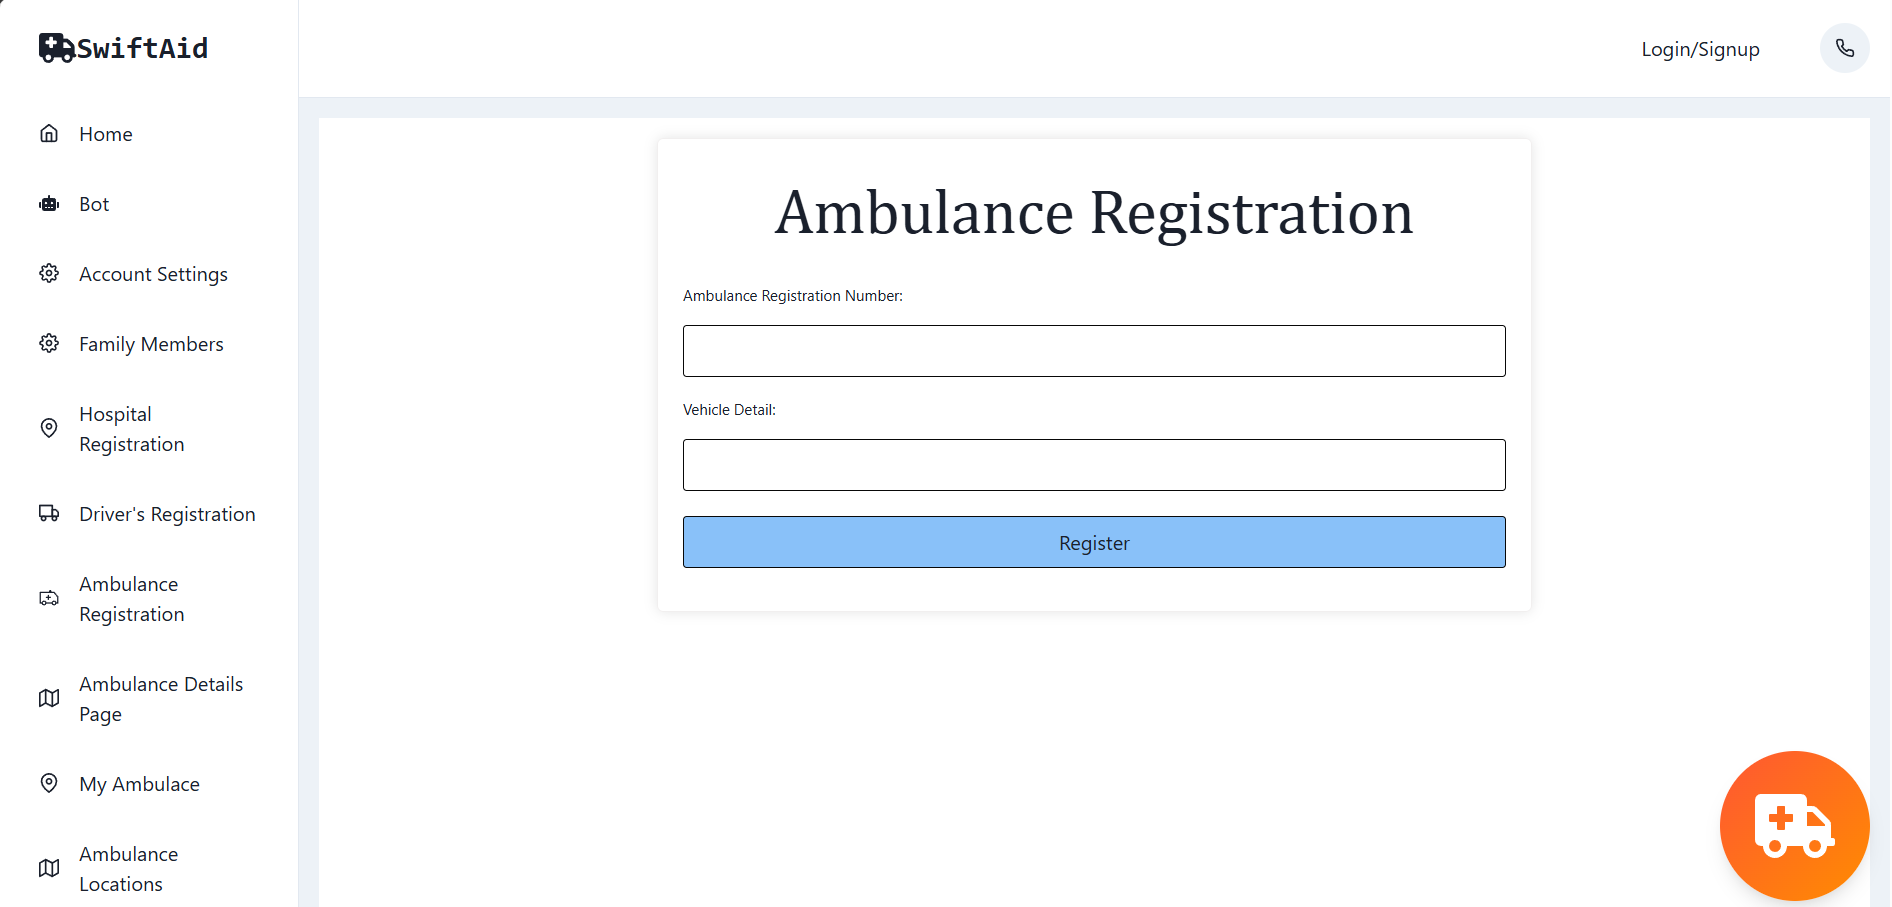 SwiftAid
Login/Signup
Home
Bot
Account Settings
Family Members
Hospital
Registration
Driver's Registration
Ambulance
Registration
Ambulance Details
Page
My Ambulace
Ambulance
Locations
Ambulance Registration
Ambulance Registration Number:
Vehicle Detail:
Register